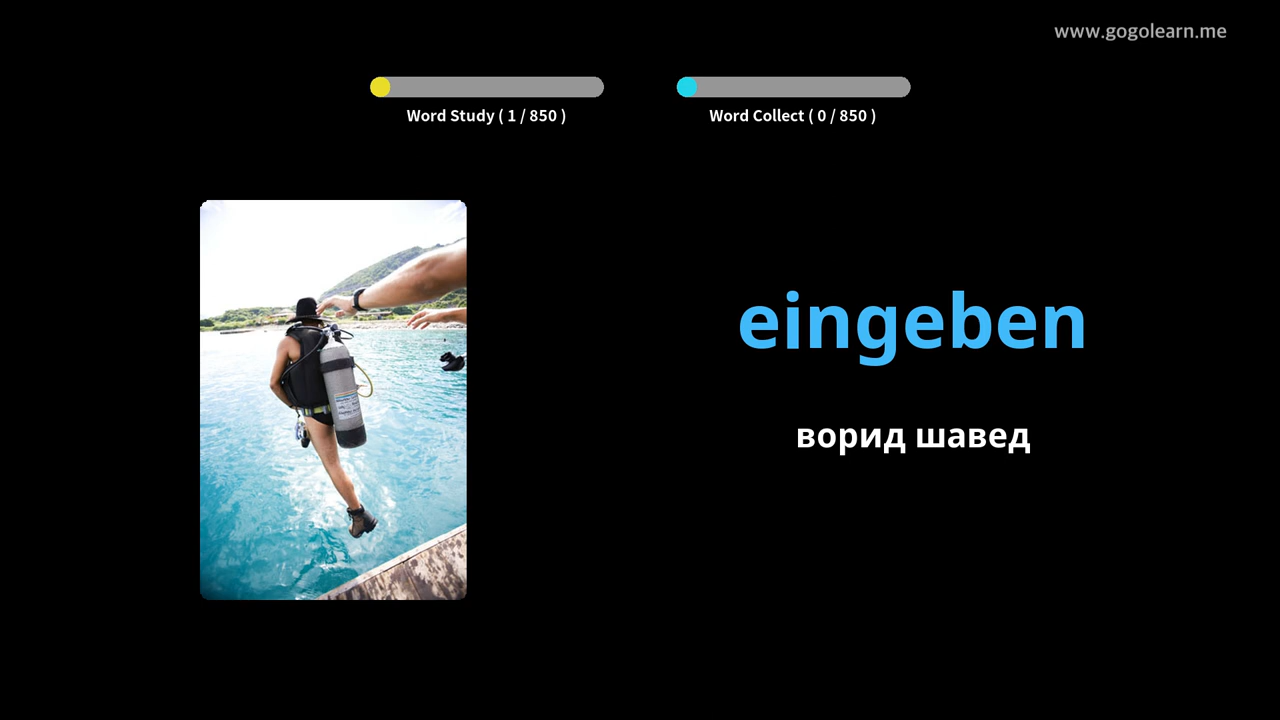 www.gogolearn.me
Word Study ( 1 / 850 )
Word Collect ( 0 / 850 )
eingeben
ворид шавед